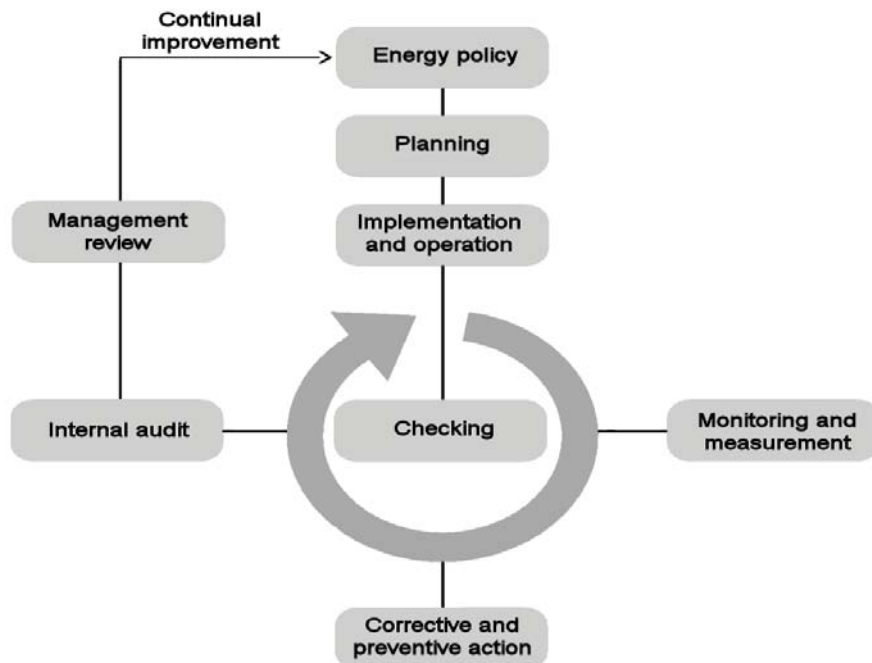 Continual
improvement
Energy policy
Planning
Management
review
Implementation
and operation
Internal audit
Checking
Monitoring and
measurement
Corrective and
preventive action